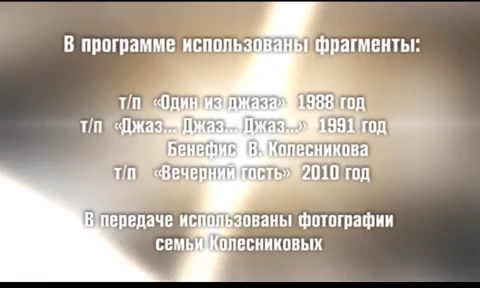 В программе использованы фрагменты:
т/п «Один из джаза» 1988 год
т/п «Джаз... Джаз... Джаз...» 1991 год
Бенефис В. Колесникова
т/п «Вечерний гость» 2010 год
В передаче использованы фотографии
семьи Колесниковых